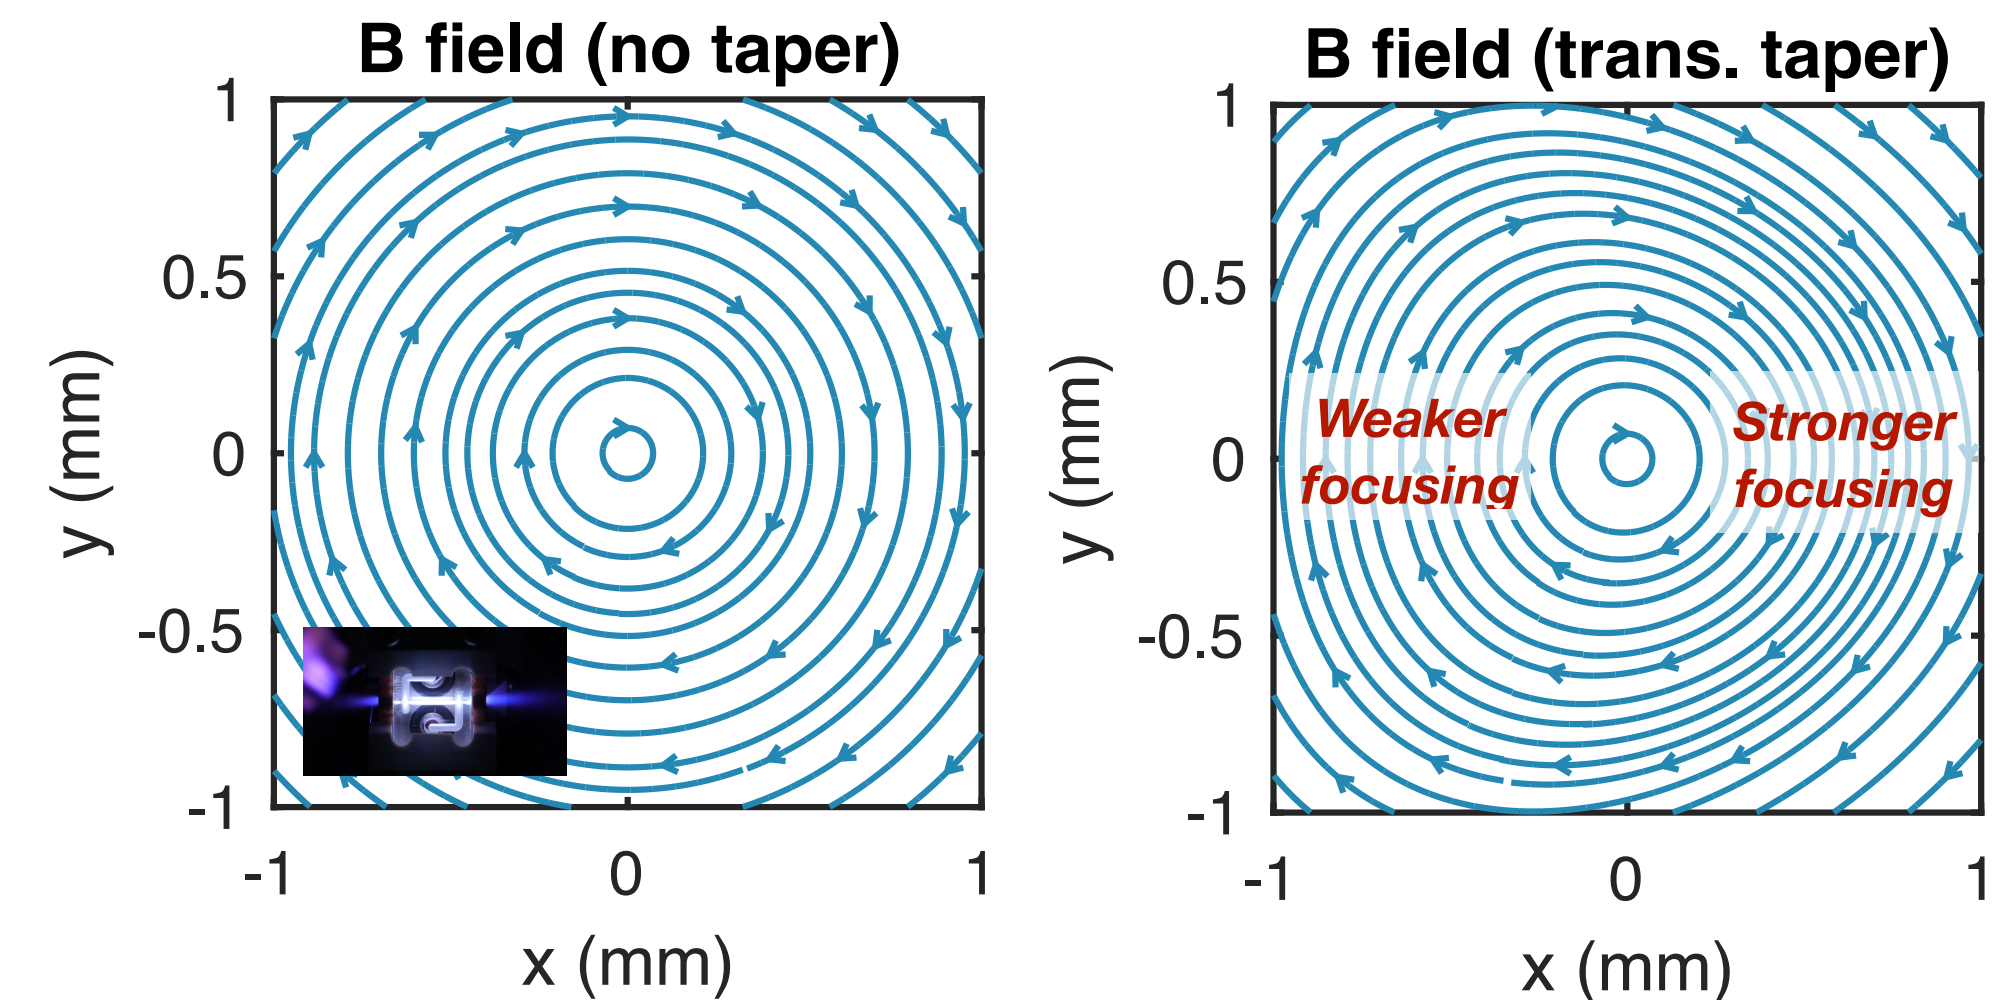 B field (no taper)
1
0.5
0
-0.5
-1
-1
0
1
x (mm)
y (mm)
B field (trans. taper)
1
0.5
0
-0.5
-1
-1
0
1
x (mm)
y (mm)
Weaker
focusing
Stronger
focusing